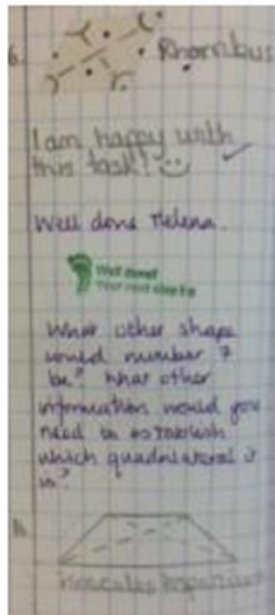 6. Rhombus
I am happy with
this task!
Well done Helena.
Well done!
Your next step is
What other shape
could number 7
be? What other
information would you
need to establish
which quadrilateral it
is?
isosceles trapezium